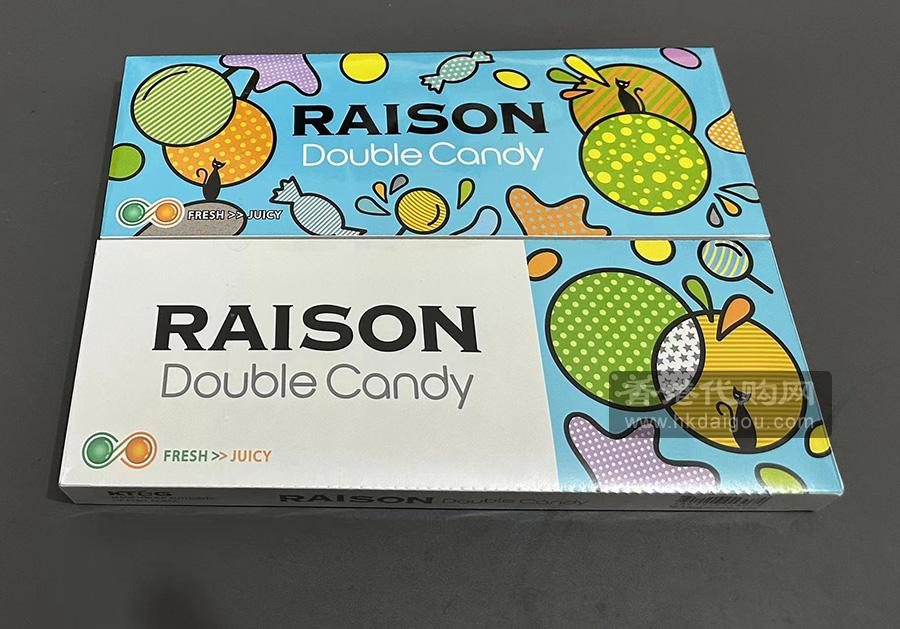 RAISON
Double Candy
FRESH >> JUICY
RAISON
Double Candy
FRESH >> JUICY
香港代购网
www.hkdaigou.com
KT&G
RAISON Double Candy